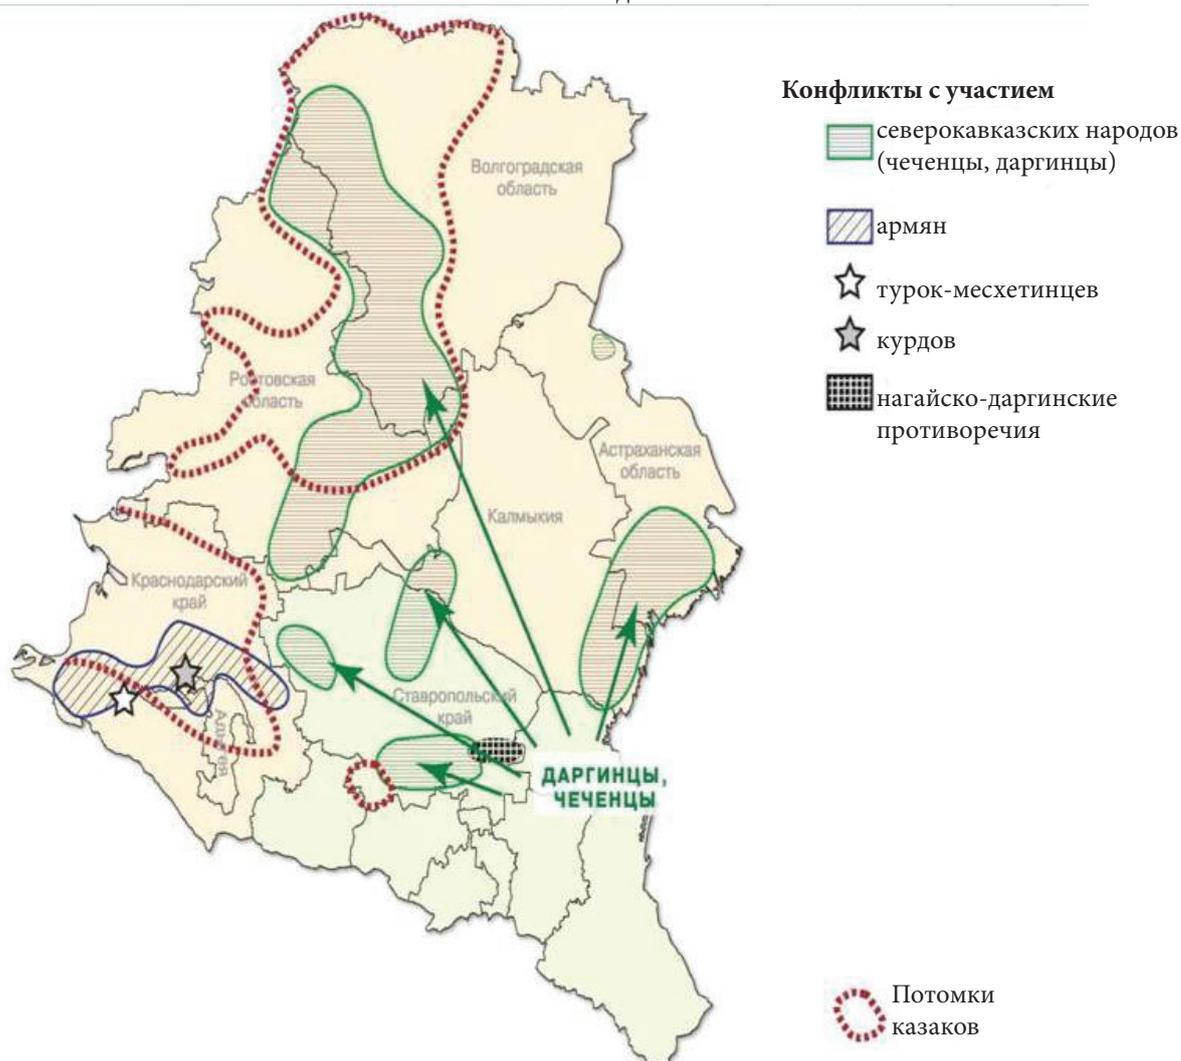 Конфликты с участием
северокавказских народов
(чеченцы, даргинцы)
армян
турок-месхетинцев
курдов
нагайско-даргинские
противоречия
Волгоградская
область
Ростовская
область
Астраханская
область
Калмыкия
Краснодарский
край
Ставропольский
край
Адыгея
ДАРГИНЦЫ,
ЧЕЧЕНЦЫ
Потомки
казаков